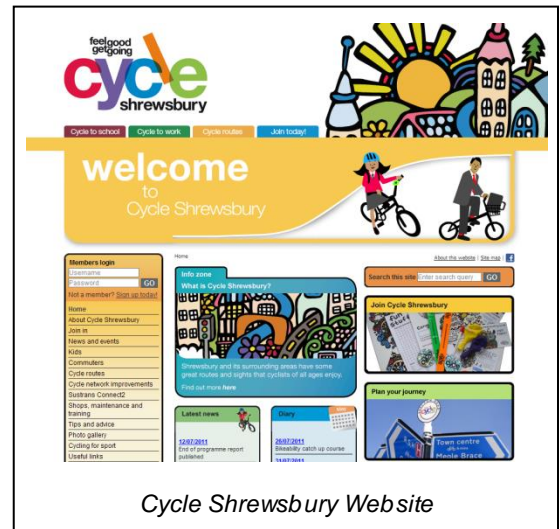 feelgood
getgoing
cycle
shrewsbury
Cycle to school
Cycle to work
Cycle routes
Join today!
welcome
to
Cycle Shrewsbury
Members login
Username
Password
GO
Not a member? Sign up today!
Home
About Cycle Shrewsbury
Join in
News and events
Kids
Commuters
Cycle routes
Cycle network improvements
Sustrans Connect2
Shops, maintenance and
training
Tips and advice
Photo gallery
Cycling for sport
Useful links
Home
Info zone
What is Cycle Shrewsbury?
Shrewsbury and its surrounding areas have some
great routes and sights that cyclists of all ages enjoy.
Find out more here
Latest news
12/07/2011
End of programme report
published
Diary
26/07/2011
Bikeability catch up course
About the website | Site map |
Search this site
Enter search query
GO
Join Cycle Shrewsbury
Plan your journey
Town centre
Meole Brace
Cycle Shrewsbury Website